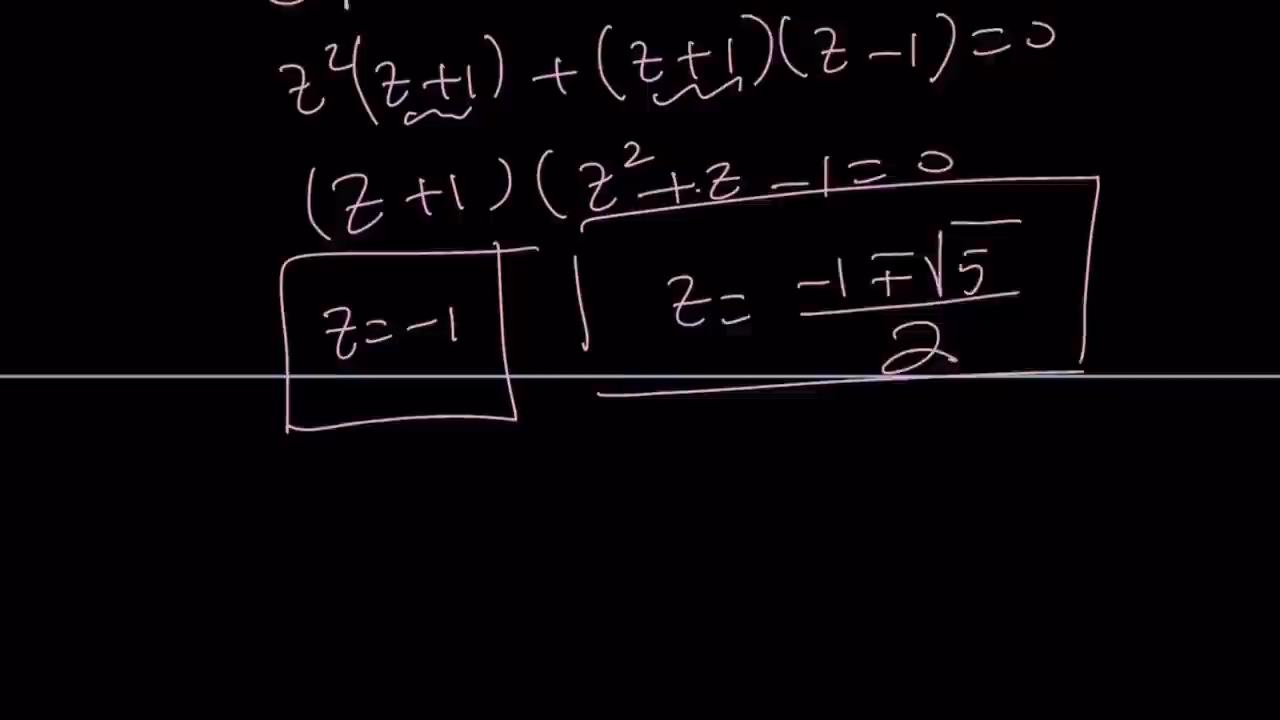 z²(z+1) + (z+1)(z-1) = 0
(z+1)(z²+z-1 = 0
z = -1
z = (-1∓√5)/2